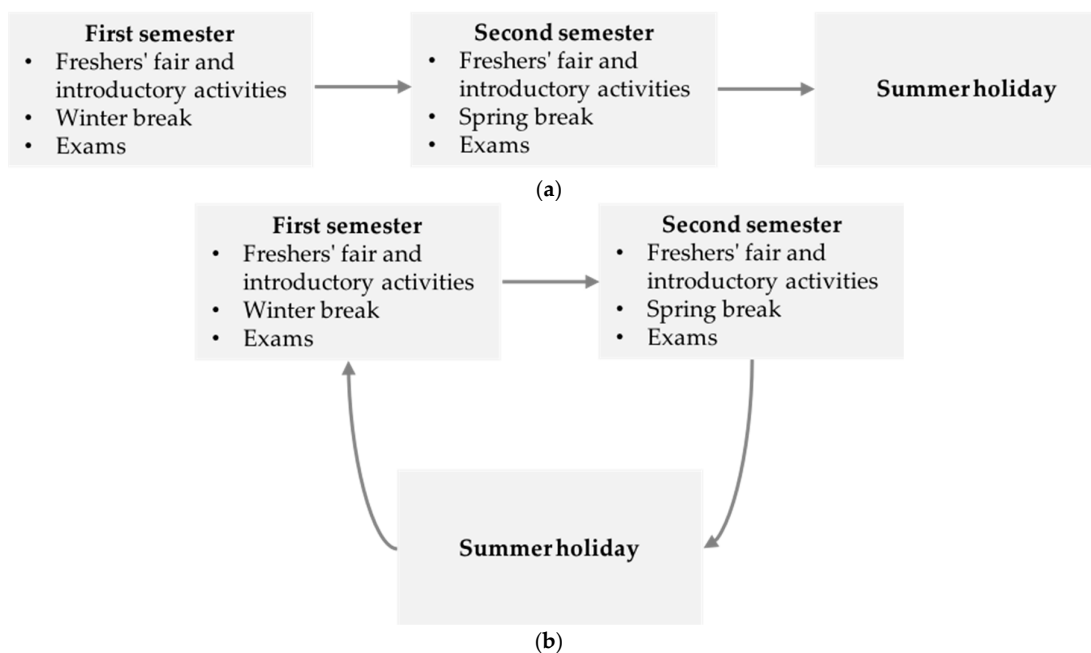 First semester
• Freshers' fair and
introductory activities
• Winter break
• Exams
Second semester
• Freshers' fair and
introductory activities
• Spring break
• Exams
Summer holiday
(a)
First semester
• Freshers' fair and
introductory activities
• Winter break
• Exams
Second semester
• Freshers' fair and
introductory activities
• Spring break
• Exams
Summer holiday
(b)